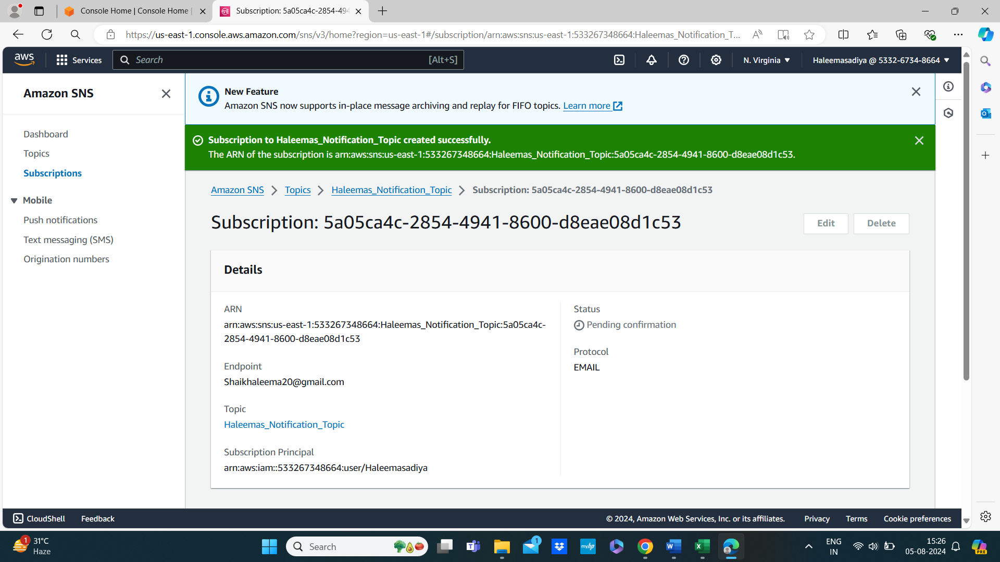 Console Home | Console Home |
Subscription: 5a05ca4c-2854-494
https://us-east-1.console.aws.amazon.com/sns/v3/home?region=us-east-1#/subscription/arn:aws:sns:us-east-1:533267348664:Haleemas_Notification_T...
aws
Services
Search
[Alt+S]
N. Virginia
Haleemasadiya @ 5332-6734-8664
Amazon SNS
Dashboard
Topics
Subscriptions
Mobile
Push notifications
Text messaging (SMS)
Origination numbers
New Feature
Amazon SNS now supports in-place message archiving and replay for FIFO topics. Learn more
Subscription to Haleemas_Notification_Topic created successfully.
The ARN of the subscription is arn:aws:sns:us-east-1:533267348664:Haleemas_Notification_Topic:5a05ca4c-2854-4941-8600-d8eae08d1c53.
Amazon SNS > Topics > Haleemas_Notification_Topic > Subscription: 5a05ca4c-2854-4941-8600-d8eae08d1c53
Subscription: 5a05ca4c-2854-4941-8600-d8eae08d1c53
Edit
Delete
Details
ARN
arn:aws:sns:us-east-1:533267348664:Haleemas_Notification_Topic:5a05ca4c-
2854-4941-8600-d8eae08d1c53
Endpoint
Shaikhaleema20@gmail.com
Topic
Haleemas_Notification_Topic
Subscription Principal
arn:aws:iam::533267348664:user/Haleemasadiya
Status
Pending confirmation
Protocol
EMAIL
CloudShell
Feedback
© 2024, Amazon Web Services, Inc. or its affiliates.
Privacy
Terms
Cookie preferences
1
31°C
Haze
Search
1
myhp
ENG
IN
15:26
05-08-2024
PRE